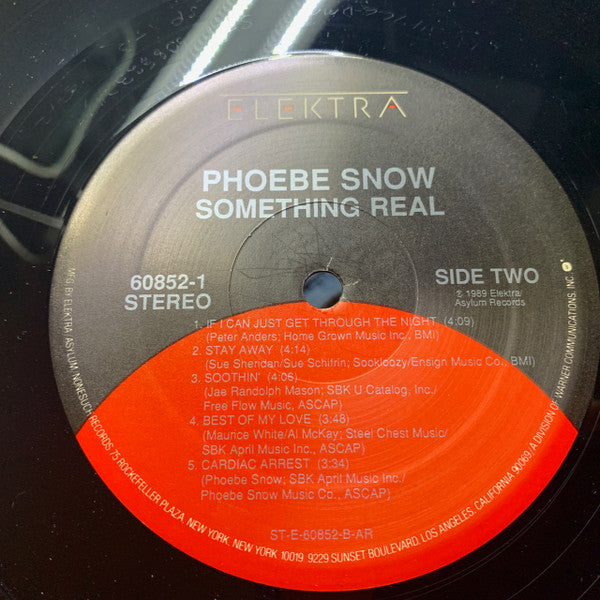 ELEKTRA
PHOEBE SNOW
SOMETHING REAL
60852-1
STEREO
SIDE TWO
℗ 1989 Elektra/
Asylum Records
1. IF I CAN JUST GET THROUGH THE NIGHT (4:09)
(Peter Anders; Home Grown Music Inc., BMI)
2. STAY AWAY (4:14)
(Sue Sheridan/Sue Schifrin; Sookloozy/Ensign Music Co., BMI)
3. SOOTHIN' (4:06)
(Jae Randolph Mason; SBK U Catalog, Inc./
Free Flow Music, ASCAP)
4. BEST OF MY LOVE (3:48)
(Maurice White/Al McKay; Steel Chest Music/
SBK April Music Inc., ASCAP)
5. CARDIAC ARREST (3:34)
(Phoebe Snow; SBK April Music Inc./
Phoebe Snow Music Co., ASCAP)
ST-E-60852-B-AR
MFG BY ELEKTRA, ASYLUM, NONESUCH RECORDS, 75 ROCKEFELLER PLAZA, NEW YORK, NEW YORK 10019. 9229 SUNSET BOULEVARD, LOS ANGELES, CALIFORNIA 90069. A DIVISION OF WARNER COMMUNICATIONS, INC.